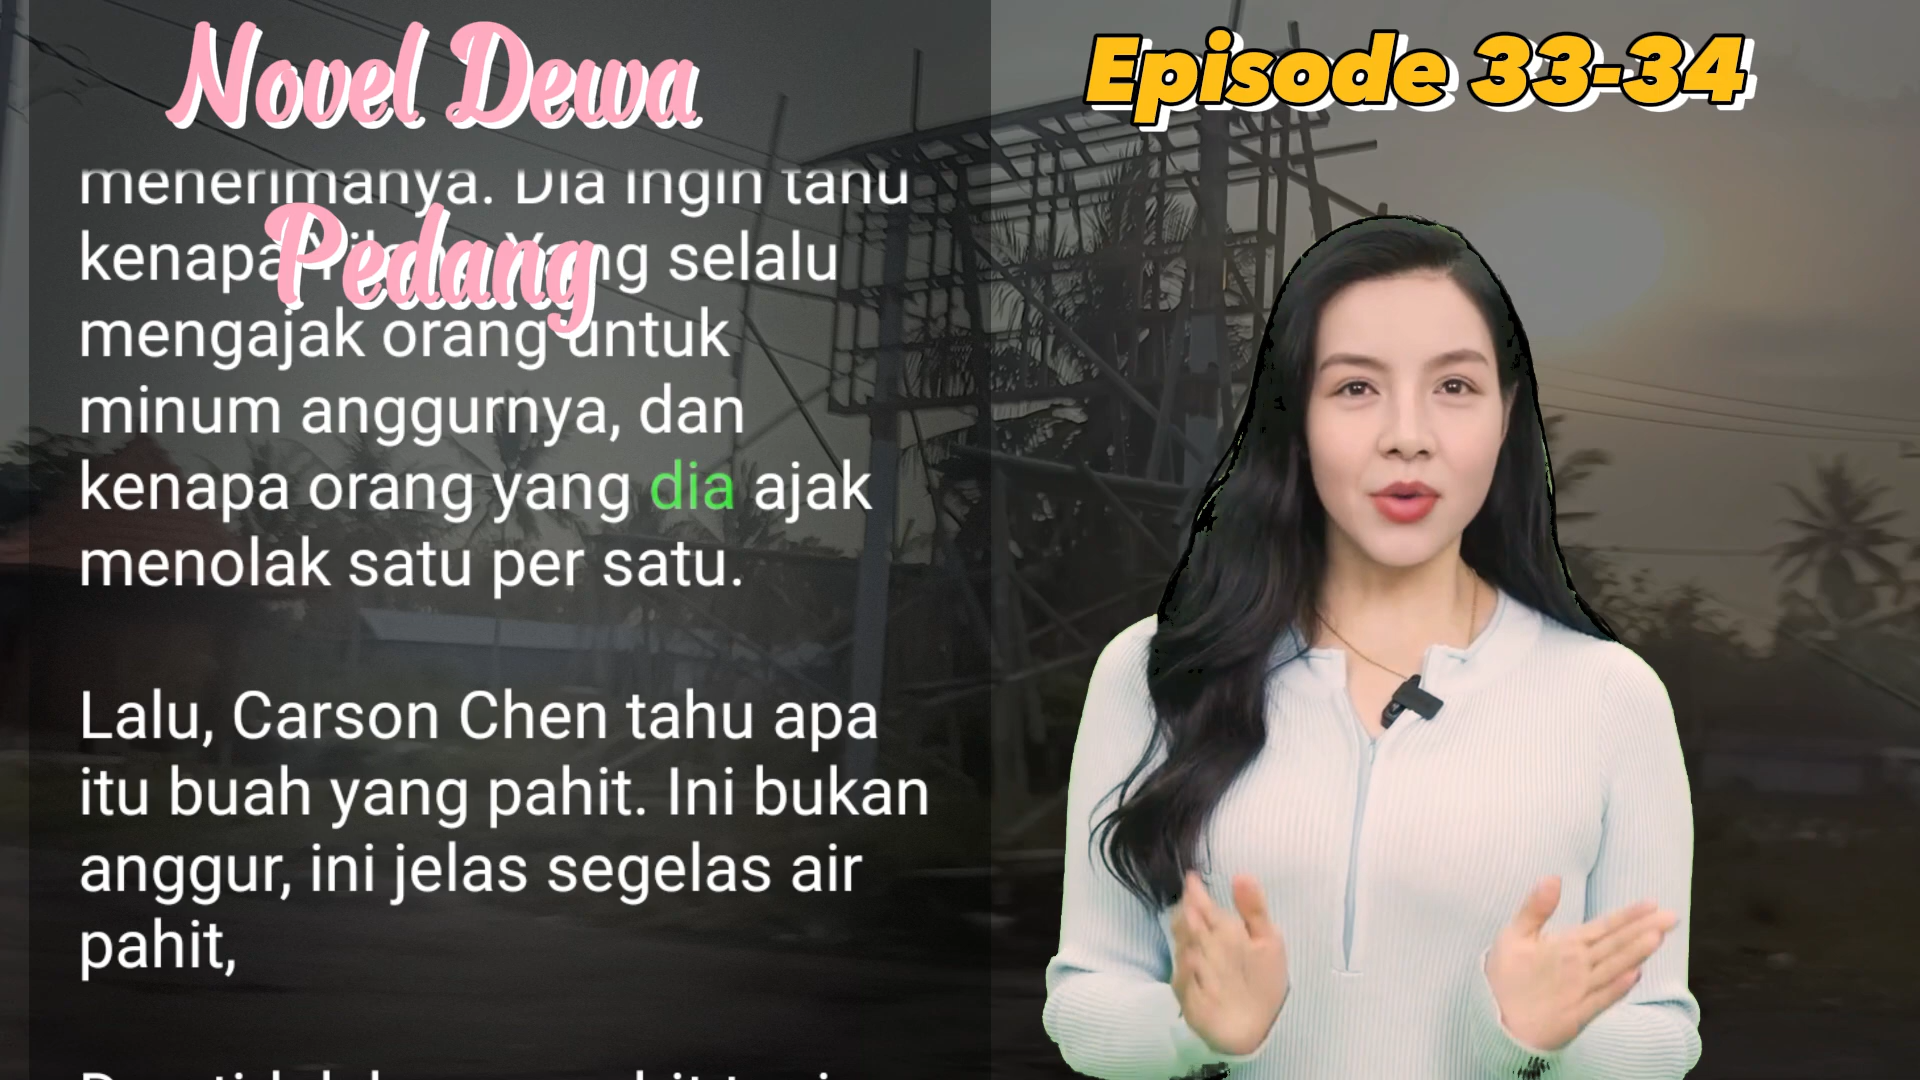 Novel Dewa
Pedang
Episode 33-34
menerimanya. Dia ingin tahu
kenapa Yang selalu
mengajak orang untuk
minum anggurnya, dan
kenapa orang yang dia ajak
menolak satu per satu.
Lalu, Carson Chen tahu apa
itu buah yang pahit. Ini bukan
anggur, ini jelas segelas air
pahit,